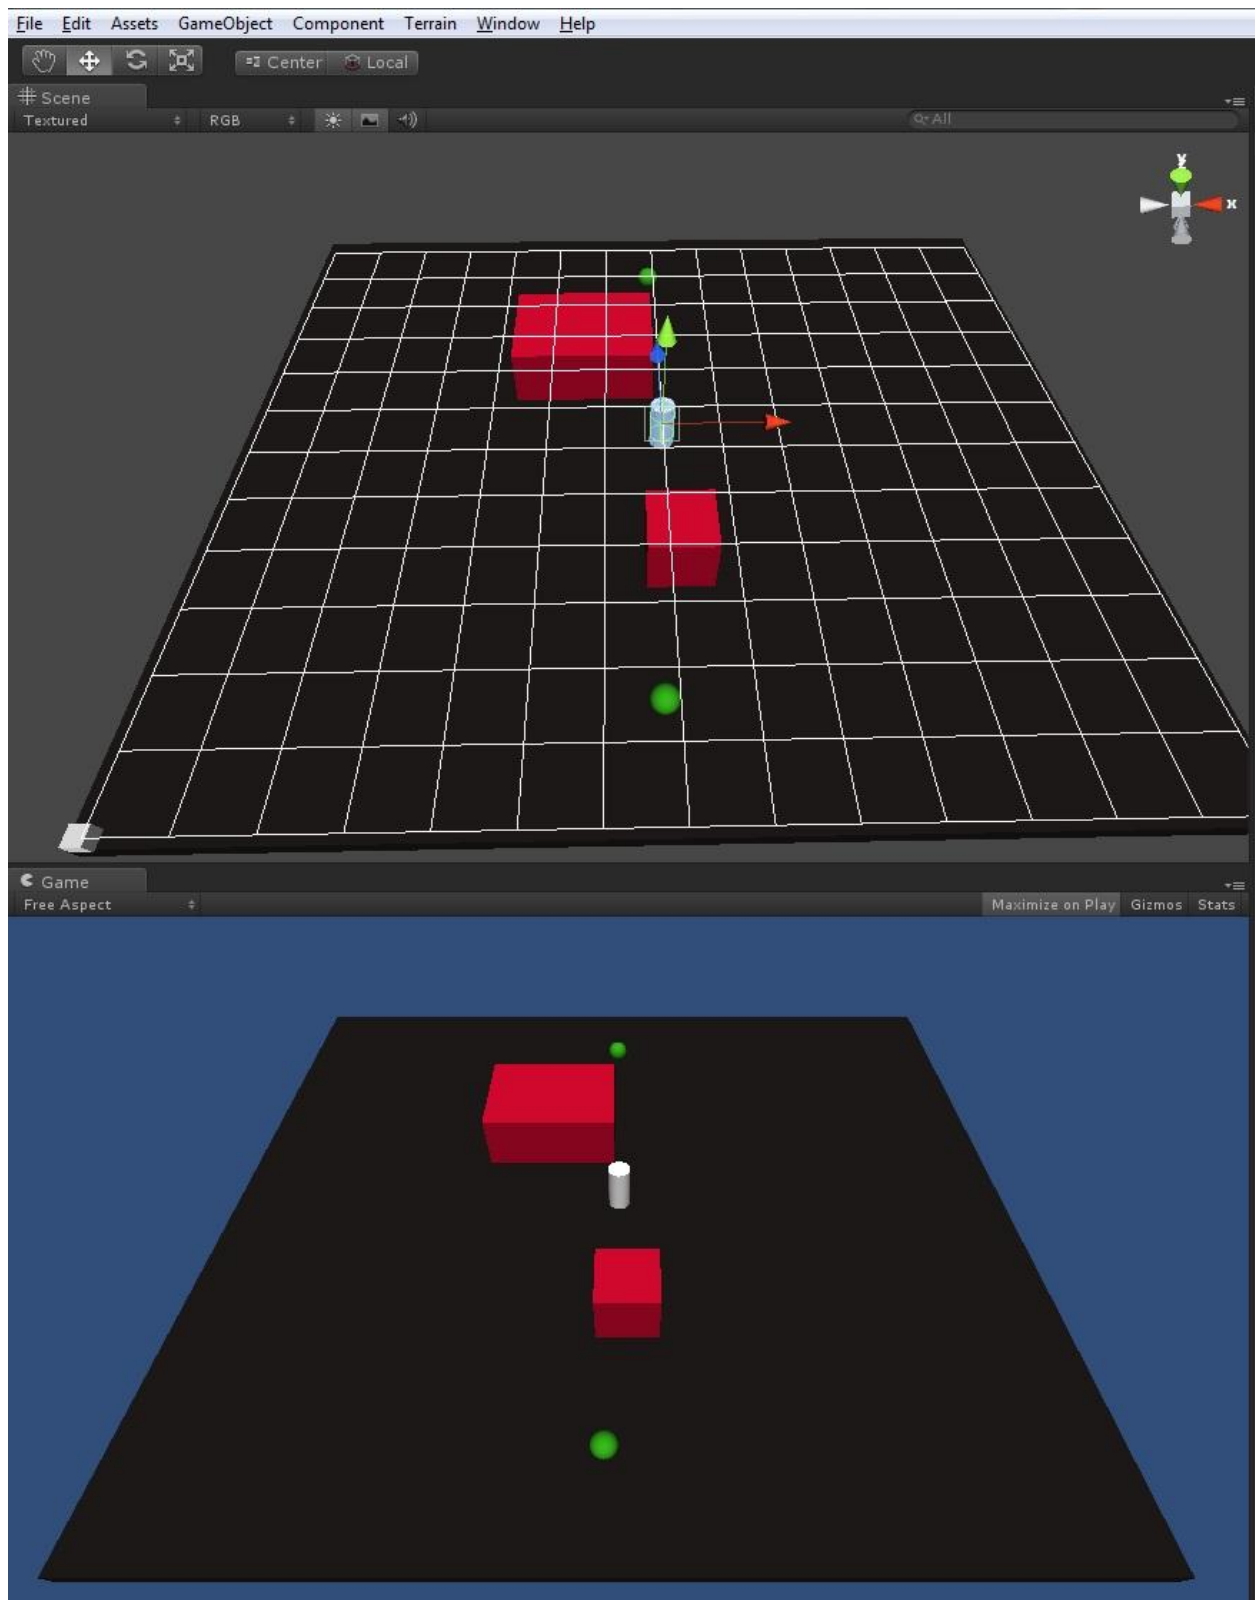 File Edit Assets GameObject Component Terrain Window Help
Center Local
Scene
Textured RGB All
y
x
Game
Free Aspect Maximize on Play Gizmos Stats